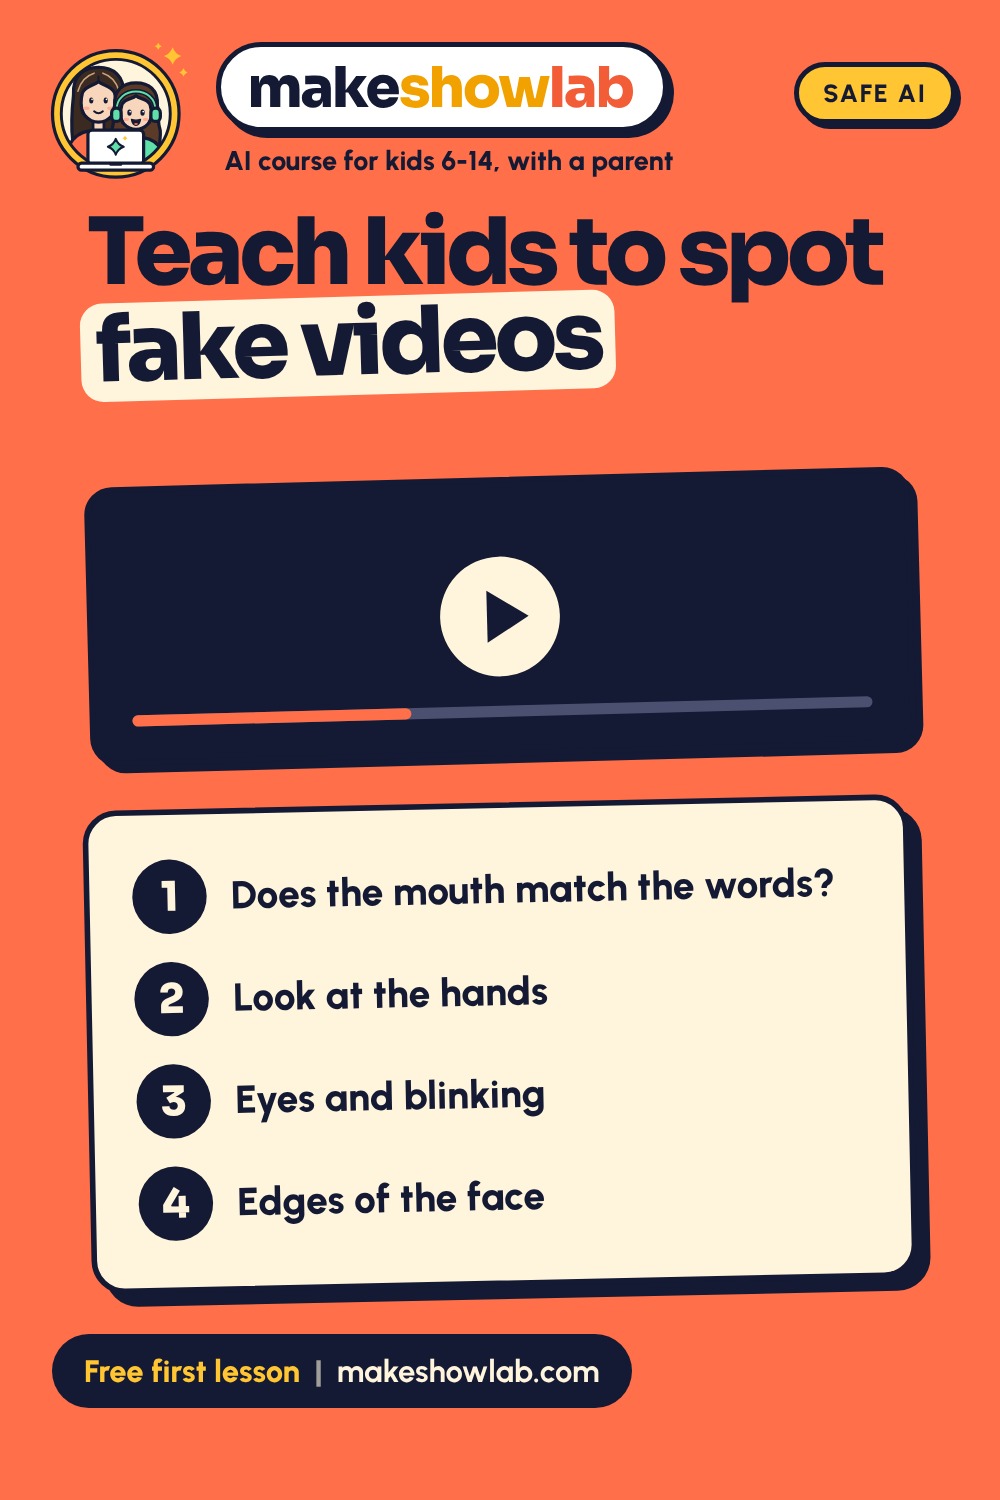 makeshowlab
SAFE AI
AI course for kids 6-14, with a parent
Teach kids to spot
fake videos
1 Does the mouth match the words?
2 Look at the hands
3 Eyes and blinking
4 Edges of the face
Free first lesson | makeshowlab.com